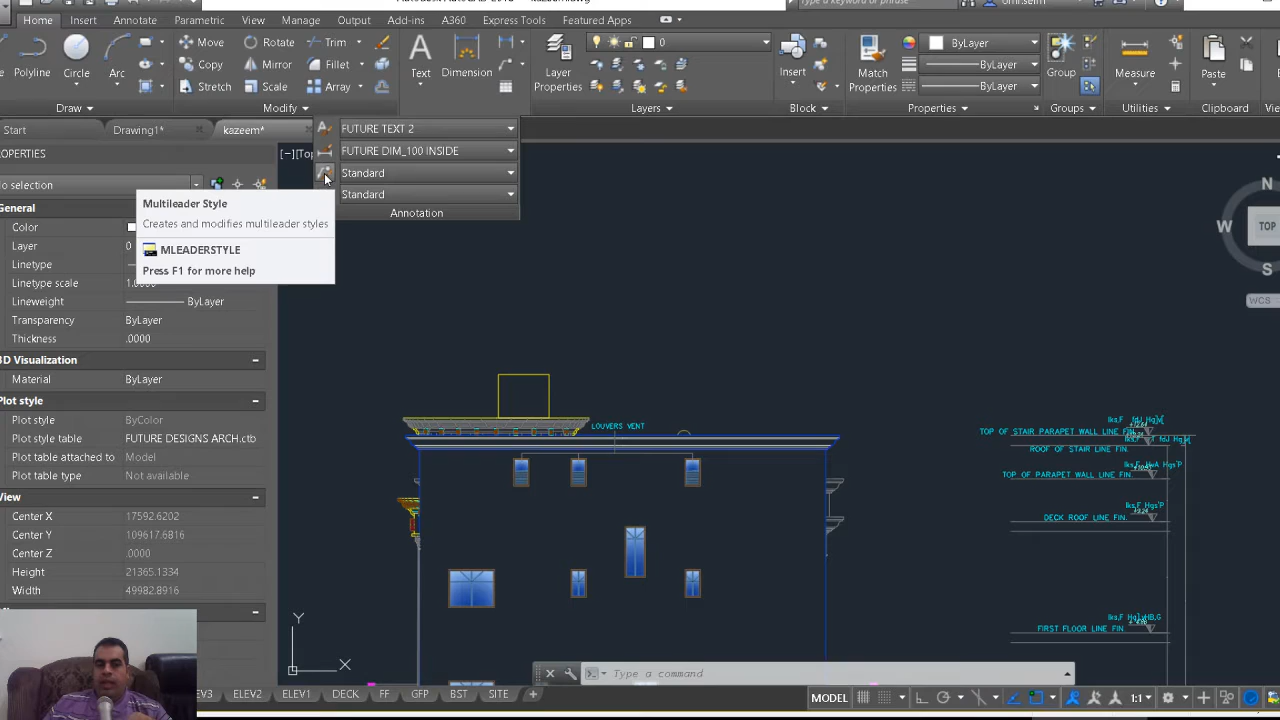 Home Insert Annotate Parametric View Manage Output Add-ins A360 Express Tools Featured Apps
Polyline Circle Arc
Move Rotate Trim
Copy Mirror Fillet
Stretch Scale Array
Text Dimension
Layer Properties
0
Insert
Match Properties
ByLayer
ByLayer
ByLayer
Group Measure Paste
Draw Modify Layers Block Properties Groups Utilities Clipboard
Start Drawing1* kazeem*
FUTURE TEXT 2
FUTURE DIM_100 INSIDE
Standard
Standard
Annotation
Multileader Style
Creates and modifies multileader styles
MLEADERSTYLE
Press F1 for more help
General
Color
Layer 0
Linetype
Linetype scale
Lineweight ByLayer
Transparency ByLayer
Thickness .0000
3D Visualization
Material ByLayer
Plot style
Plot style ByColor
Plot style table FUTURE DESIGNS ARCH.ctb
Plot table attached to Model
Plot table type Not available
View
Center X 17592.6202
Center Y 109617.6816
Center Z .0000
Height 21365.1334
Width 49982.8916
N
W TOP
S
WCS
LOUVERS VENT
TOP OF STAIR PARAPET WALL LINE FIN.
ROOF OF STAIR LINE FIN.
TOP OF PARAPET WALL LINE FIN.
DECK ROOF LINE FIN.
FIRST FLOOR LINE FIN.
Y
X
Type a command
ELEV2 ELEV1 DECK FF GFP BST SITE
MODEL 1:1